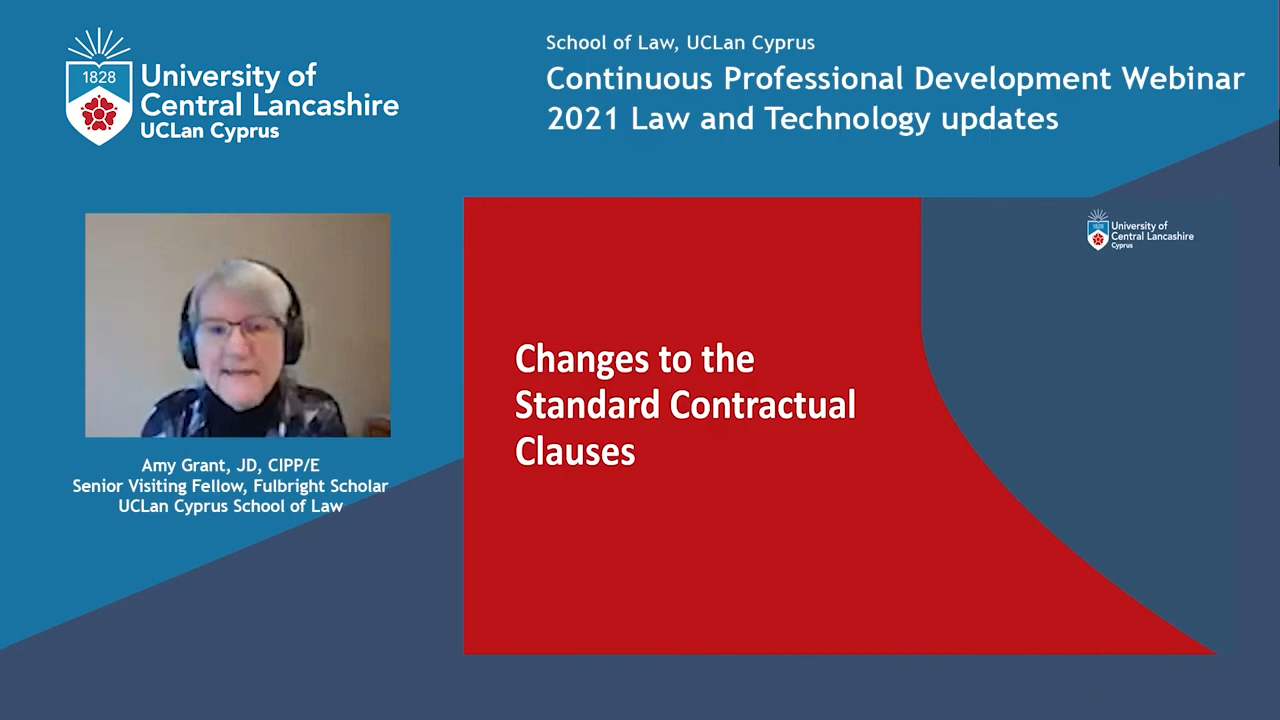 1828
University of
Central Lancashire
UCLan Cyprus
School of Law, UCLan Cyprus
Continuous Professional Development Webinar
2021 Law and Technology updates
Amy Grant, JD, CIPP/E
Senior Visiting Fellow, Fulbright Scholar
UCLan Cyprus School of Law
Changes to the
Standard Contractual
Clauses
1828
University of
Central Lancashire
Cyprus